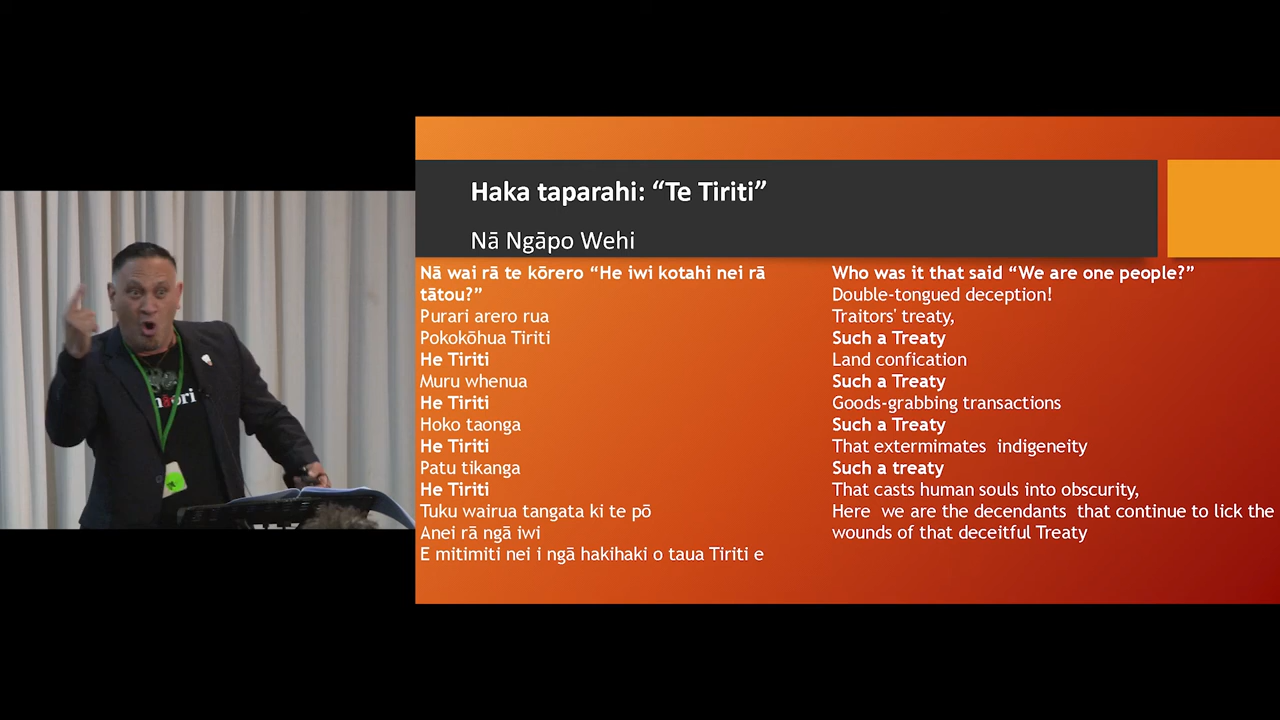 Haka taparahi: “Te Tiriti”
Nā Ngāpo Wehi
Nā wai rā te kōrero “He iwi kotahi nei rā
tātou?”
Purari arero rua
Pokokōhua Tiriti
He Tiriti
Muru whenua
He Tiriti
Hoko taonga
He Tiriti
Patu tikanga
He Tiriti
Tuku wairua tangata ki te pō
Anei rā ngā iwi
E mitimiti nei i ngā hakihaki o taua Tiriti e
Who was it that said “We are one people?”
Double-tongued deception!
Traitors' treaty,
Such a Treaty
Land confication
Such a Treaty
Goods-grabbing transactions
Such a Treaty
That extermimates  indigeneity
Such a treaty
That casts human souls into obscurity,
Here  we are the decendants  that continue to lick the
wounds of that deceitful Treaty